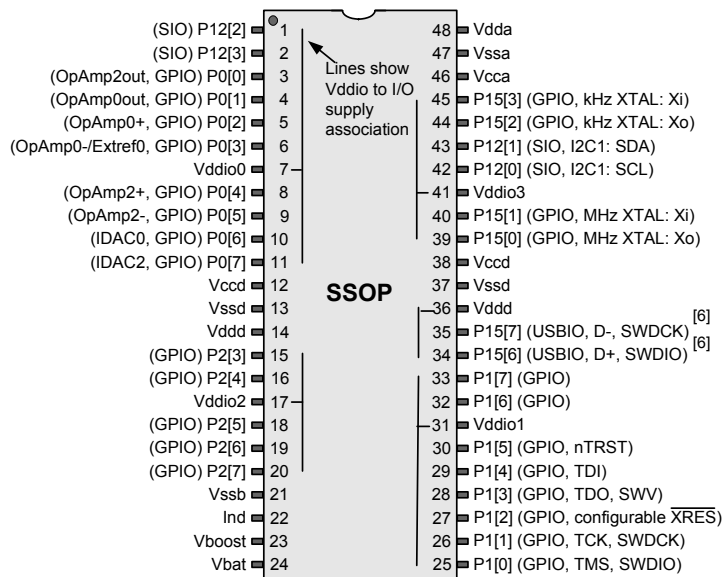 (SIO) P12[2] 1
(SIO) P12[3] 2
(OpAmp2out, GPIO) P0[0] 3
(OpAmp0out, GPIO) P0[1] 4
(OpAmp0+, GPIO) P0[2] 5
(OpAmp0-/Extref0, GPIO) P0[3] 6
Vddio0 7
(OpAmp2+, GPIO) P0[4] 8
(OpAmp2-, GPIO) P0[5] 9
(IDAC0, GPIO) P0[6] 10
(IDAC2, GPIO) P0[7] 11
Vccd 12
Vssd 13
Vddd 14
(GPIO) P2[3] 15
(GPIO) P2[4] 16
Vddio2 17
(GPIO) P2[5] 18
(GPIO) P2[6] 19
(GPIO) P2[7] 20
Vssb 21
Ind 22
Vboost 23
Vbat 24
Lines show
Vddio to I/O
supply
association
SSOP
48 Vdda
47 Vssa
46 Vcca
45 P15[3] (GPIO, kHz XTAL: Xi)
44 P15[2] (GPIO, kHz XTAL: Xo)
43 P12[1] (SIO, I2C1: SDA)
42 P12[0] (SIO, I2C1: SCL)
41 Vddio3
40 P15[1] (GPIO, MHz XTAL: Xi)
39 P15[0] (GPIO, MHz XTAL: Xo)
38 Vccd
37 Vssd
36 Vddd
35 P15[7] (USBIO, D-, SWDCK) [6]
34 P15[6] (USBIO, D+, SWDIO) [6]
33 P1[7] (GPIO)
32 P1[6] (GPIO)
31 Vddio1
30 P1[5] (GPIO, nTRST)
29 P1[4] (GPIO, TDI)
28 P1[3] (GPIO, TDO, SWV)
27 P1[2] (GPIO, configurable XRES)
26 P1[1] (GPIO, TCK, SWDCK)
25 P1[0] (GPIO, TMS, SWDIO)